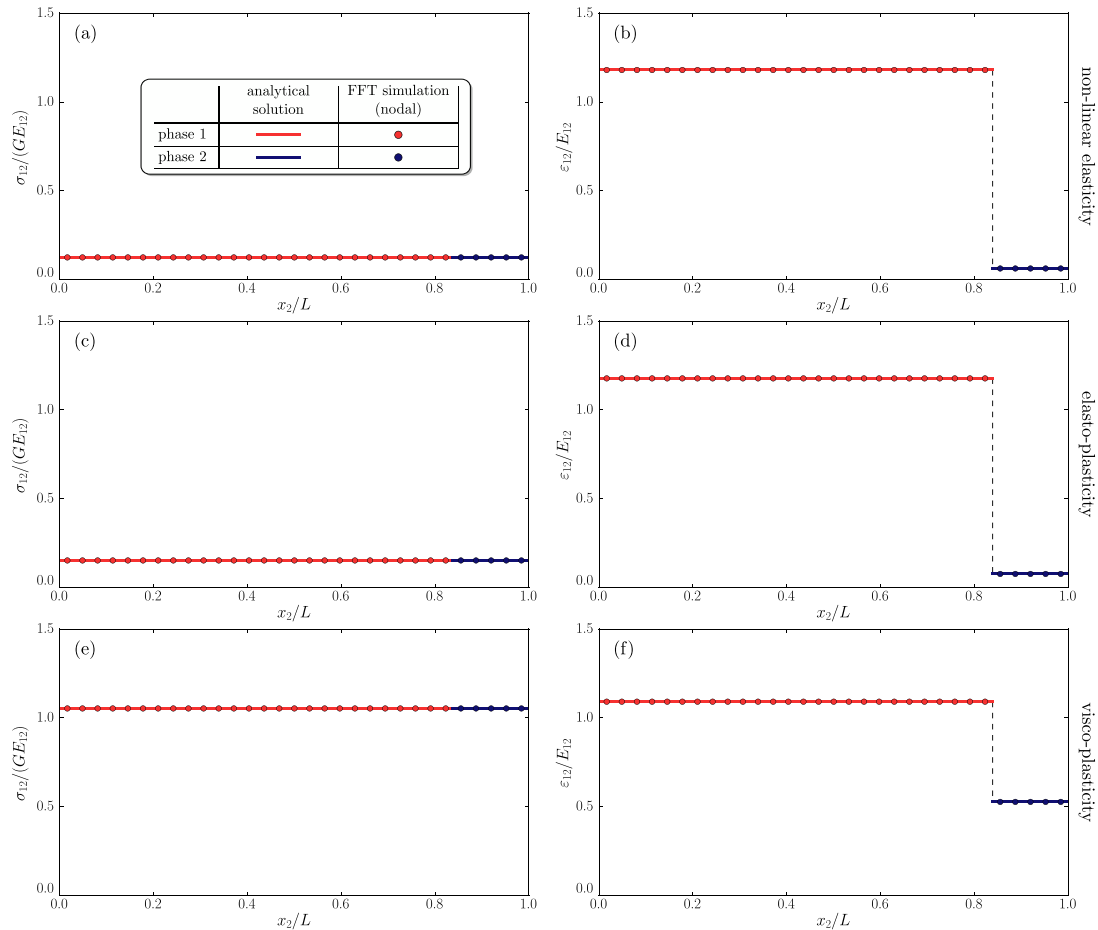 (a)
1.5
1.0
0.5
0.0
σ12/(GE12)
analytical solution
FFT simulation (nodal)
phase 1
phase 2
0.0 0.2 0.4 0.6 0.8 1.0
x2/L
(b)
1.5
1.0
0.5
0.0
ε12/E12
0.0 0.2 0.4 0.6 0.8 1.0
x2/L
non-linear elasticity
(c)
1.5
1.0
0.5
0.0
σ12/(GE12)
0.0 0.2 0.4 0.6 0.8 1.0
x2/L
(d)
1.5
1.0
0.5
0.0
ε12/E12
0.0 0.2 0.4 0.6 0.8 1.0
x2/L
elasto-plasticity
(e)
1.5
1.0
0.5
0.0
σ12/(GE12)
0.0 0.2 0.4 0.6 0.8 1.0
x2/L
(f)
1.5
1.0
0.5
0.0
ε12/E12
0.0 0.2 0.4 0.6 0.8 1.0
x2/L
visco-plasticity